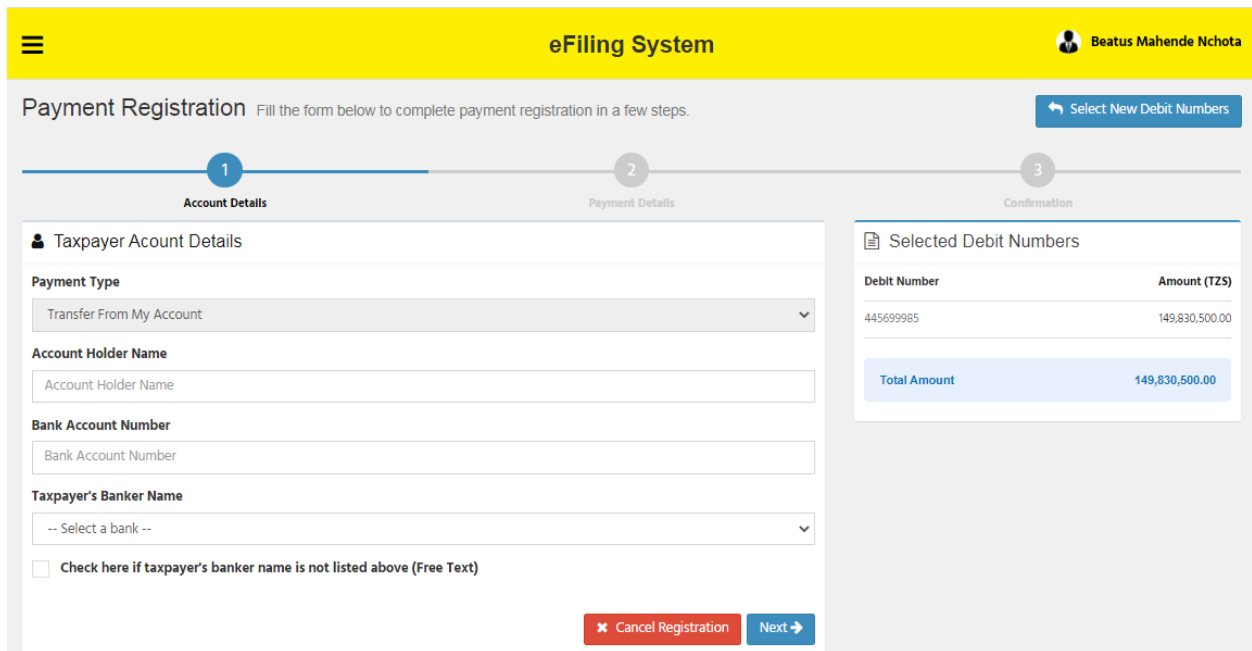 eFiling System
Beatus Mahende Nchota
Payment Registration Fill the form below to complete payment registration in a few steps.
Select New Debit Numbers
1
2
3
Account Details
Payment Details
Confirmation
Taxpayer Acount Details
Payment Type
Transfer From My Account
Account Holder Name
Account Holder Name
Bank Account Number
Bank Account Number
Taxpayer's Banker Name
-- Select a bank --
Check here if taxpayer's banker name is not listed above (Free Text)
Cancel Registration
Next
Selected Debit Numbers
Debit Number Amount (TZS)
445699985 149,830,500.00
Total Amount 149,830,500.00